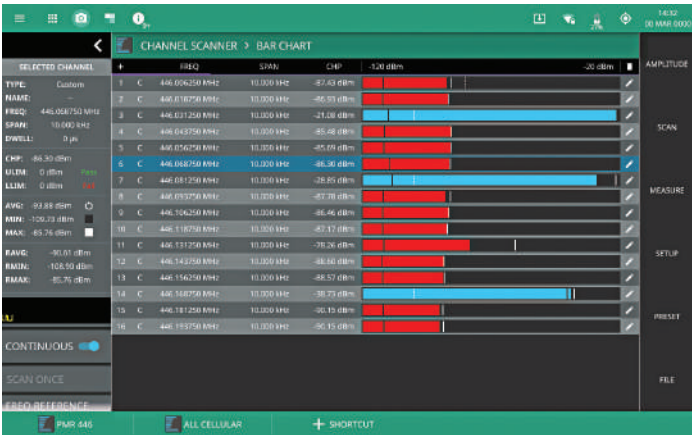 14:32
00 MAR 0000
CHANNEL SCANNER > BAR CHART
SELECTED CHANNEL
TYPE: Custom
NAME: --
FREQ: 446.068750 MHz
SPAN: 10.000 kHz
DWELL: 0 µs
CHP: -86.30 dBm
ULIM: 0 dBm Pass
LLIM: 0 dBm
AVG: -93.88 dBm
MIN: -109.73 dBm
MAX: -85.76 dBm
RAVG: -90.01 dBm
RMIN: -108.90 dBm
RMAX: -85.76 dBm
CONTINUOUS
SCAN ONCE
FREQ REFERENCE
+ FREQ SPAN CHP -120 dBm -20 dBm
1 C 446.006250 MHz 10.000 kHz -87.43 dBm
2 C 446.018750 MHz 10.000 kHz -86.93 dBm
3 C 446.031250 MHz 10.000 kHz -21.08 dBm
4 C 446.043750 MHz 10.000 kHz -85.48 dBm
5 C 446.056250 MHz 10.000 kHz -85.69 dBm
6 C 446.068750 MHz 10.000 kHz -86.30 dBm
7 C 446.081250 MHz 10.000 kHz -28.85 dBm
8 C 446.093750 MHz 10.000 kHz -87.78 dBm
9 C 446.106250 MHz 10.000 kHz -86.46 dBm
10 C 446.118750 MHz 10.000 kHz -87.17 dBm
11 C 446.131250 MHz 10.000 kHz -78.26 dBm
12 C 446.143750 MHz 10.000 kHz -88.60 dBm
13 C 446.156250 MHz 10.000 kHz -88.57 dBm
14 C 446.168750 MHz 10.000 kHz -38.73 dBm
15 C 446.181250 MHz 10.000 kHz -90.15 dBm
16 C 446.193750 MHz 10.000 kHz -90.15 dBm
AMPLITUDE
SCAN
MEASURE
SETUP
PRESET
FILE
PMR 446
ALL CELLULAR
+ SHORTCUT